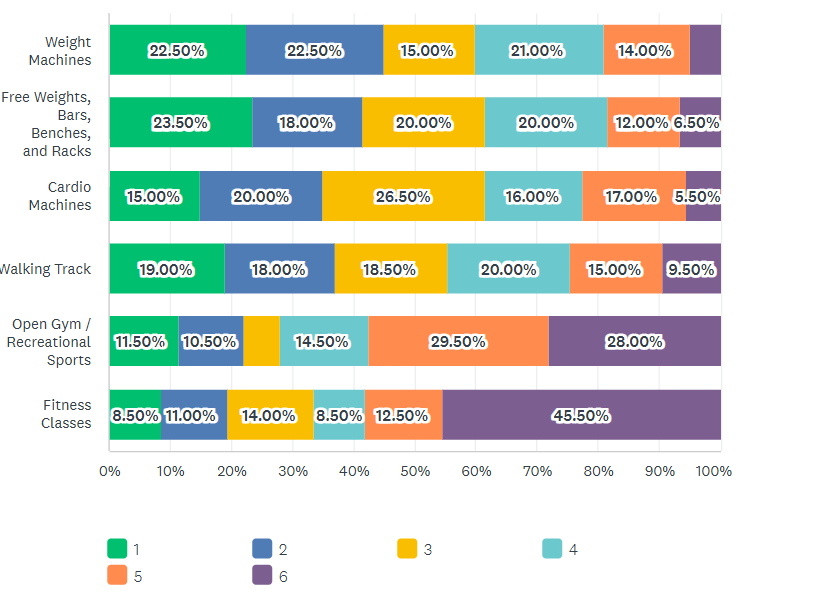 Weight
Machines
22.50% 22.50% 15.00% 21.00% 14.00%
Free Weights,
Bars,
Benches,
and Racks
23.50% 18.00% 20.00% 20.00% 12.00% 6.50%
Cardio
Machines
15.00% 20.00% 26.50% 16.00% 17.00% 5.50%
Walking Track
19.00% 18.00% 18.50% 20.00% 15.00% 9.50%
Open Gym /
Recreational
Sports
11.50% 10.50% 14.50% 29.50% 28.00%
Fitness
Classes
8.50% 11.00% 14.00% 8.50% 12.50% 45.50%
0% 10% 20% 30% 40% 50% 60% 70% 80% 90% 100%
1 2 3 4
5 6